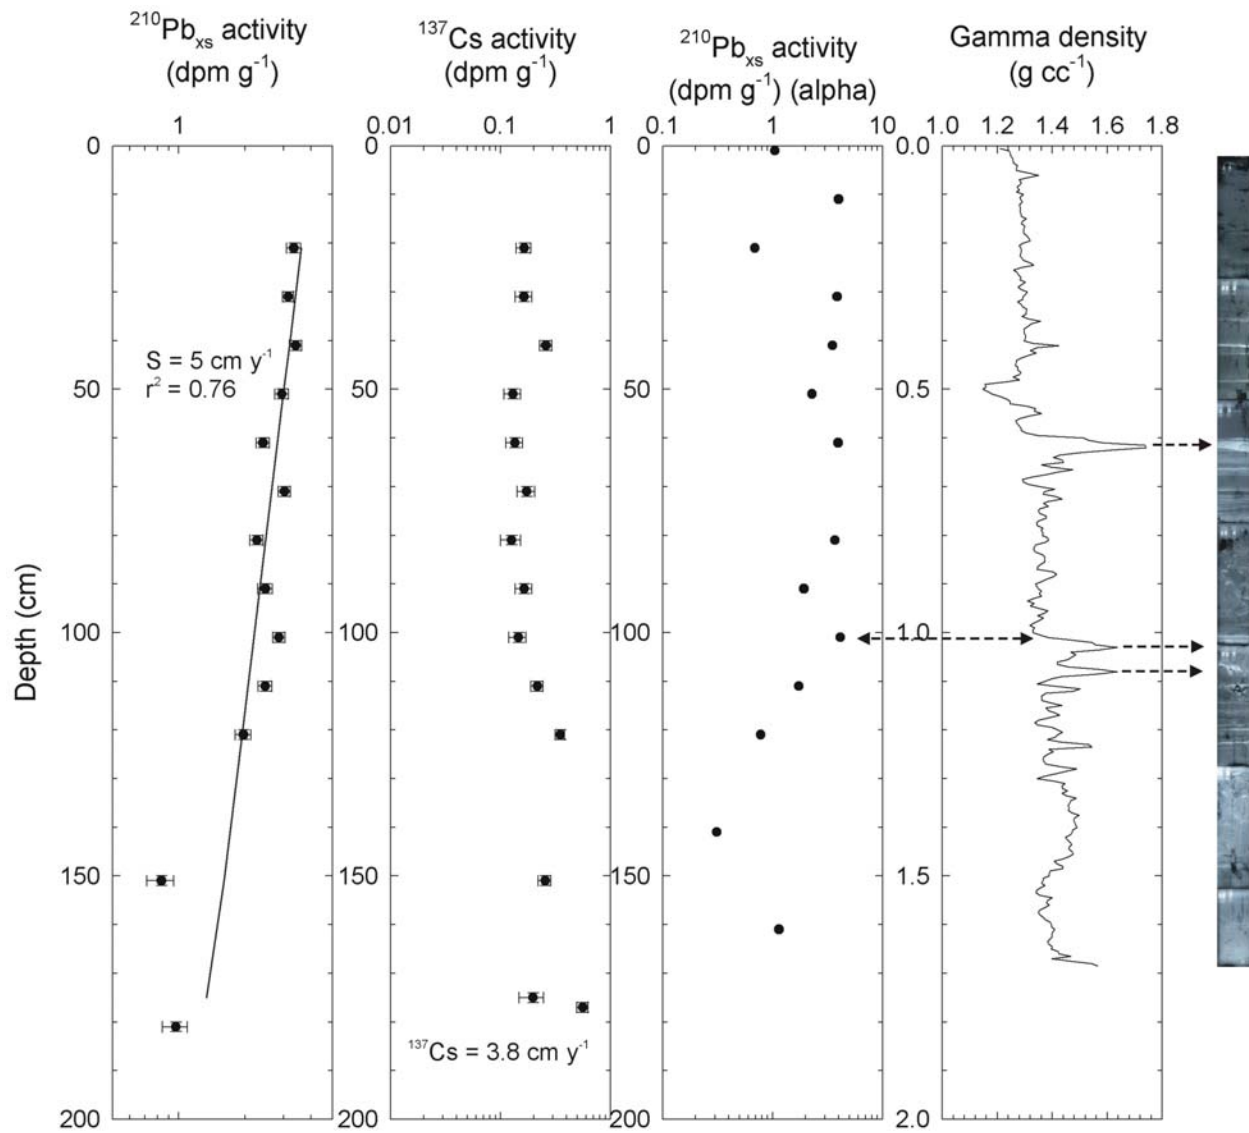 ²¹⁰Pbxs activity
(dpm g⁻¹)
1
¹³⁷Cs activity
(dpm g⁻¹)
0.01 0.1 1
²¹⁰Pbxs activity
(dpm g⁻¹) (alpha)
0.1 1 10
Gamma density
(g cc⁻¹)
1.0 1.2 1.4 1.6 1.8
Depth (cm)
0
50
100
150
200
S = 5 cm y⁻¹
r² = 0.76
0
50
100
150
200
¹³⁷Cs = 3.8 cm y⁻¹
0
50
100
150
200
0.0
0.5
1.0
1.5
2.0